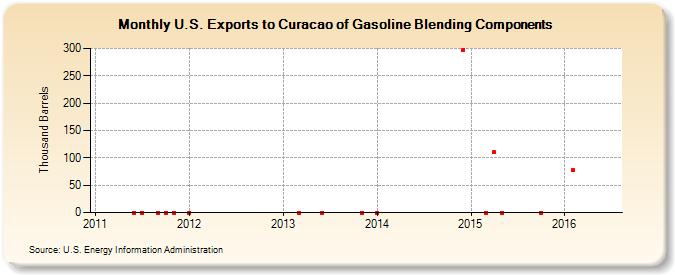 Monthly U.S. Exports to Curacao of Gasoline Blending Components
Thousand Barrels
300
250
200
150
100
50
0
2011 2012 2013 2014 2015 2016
Source: U.S. Energy Information Administration